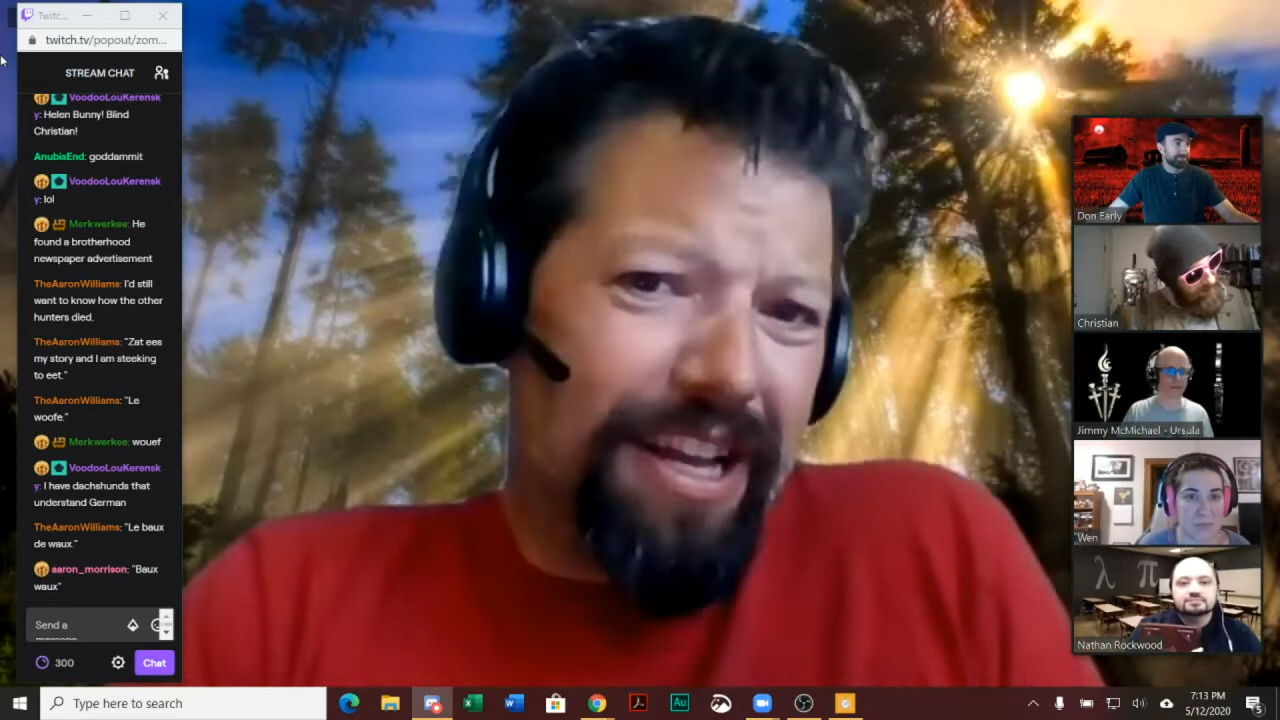 Twitc...
twitch.tv/popout/zom...
STREAM CHAT
VoodooLouKerensk
y: Helen Bunny! Blind
Christian!
AnubisEnd: goddammit
VoodooLouKerensk
y: lol
Merkwerkee: He
found a brotherhood
newspaper advertisement
TheAaronWilliams: I'd still
want to know how the other
hunters died.
TheAaronWilliams: "Zat ees
my story and I am steeking
to eet."
TheAaronWilliams: "Le
woofe."
Merkwerkee: wouef
VoodooLouKerensk
y: I have dachshunds that
understand German
TheAaronWilliams: "Le baux
de waux."
aaron_morrison: "Baux
waux"
Send a
300
Chat
Don Early
Christian
Jimmy McMichael - Ursula
λ π
"Wen
Nathan Rockwood
Type here to search
Au
7:13 PM
5/12/2020
5